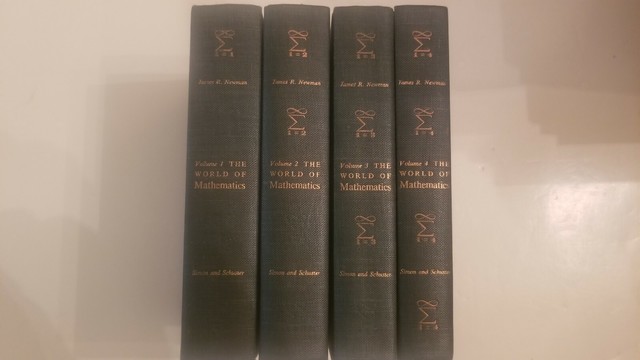 James R. Newman
Volume 1 THE
WORLD OF
Mathematics
Simon and Schuster
James R. Newman
Volume 2 THE
WORLD OF
Mathematics
Simon and Schuster
James R. Newman
Volume 3 THE
WORLD OF
Mathematics
Simon and Schuster
James R. Newman
Volume 4 THE
WORLD OF
Mathematics
Simon and Schuster